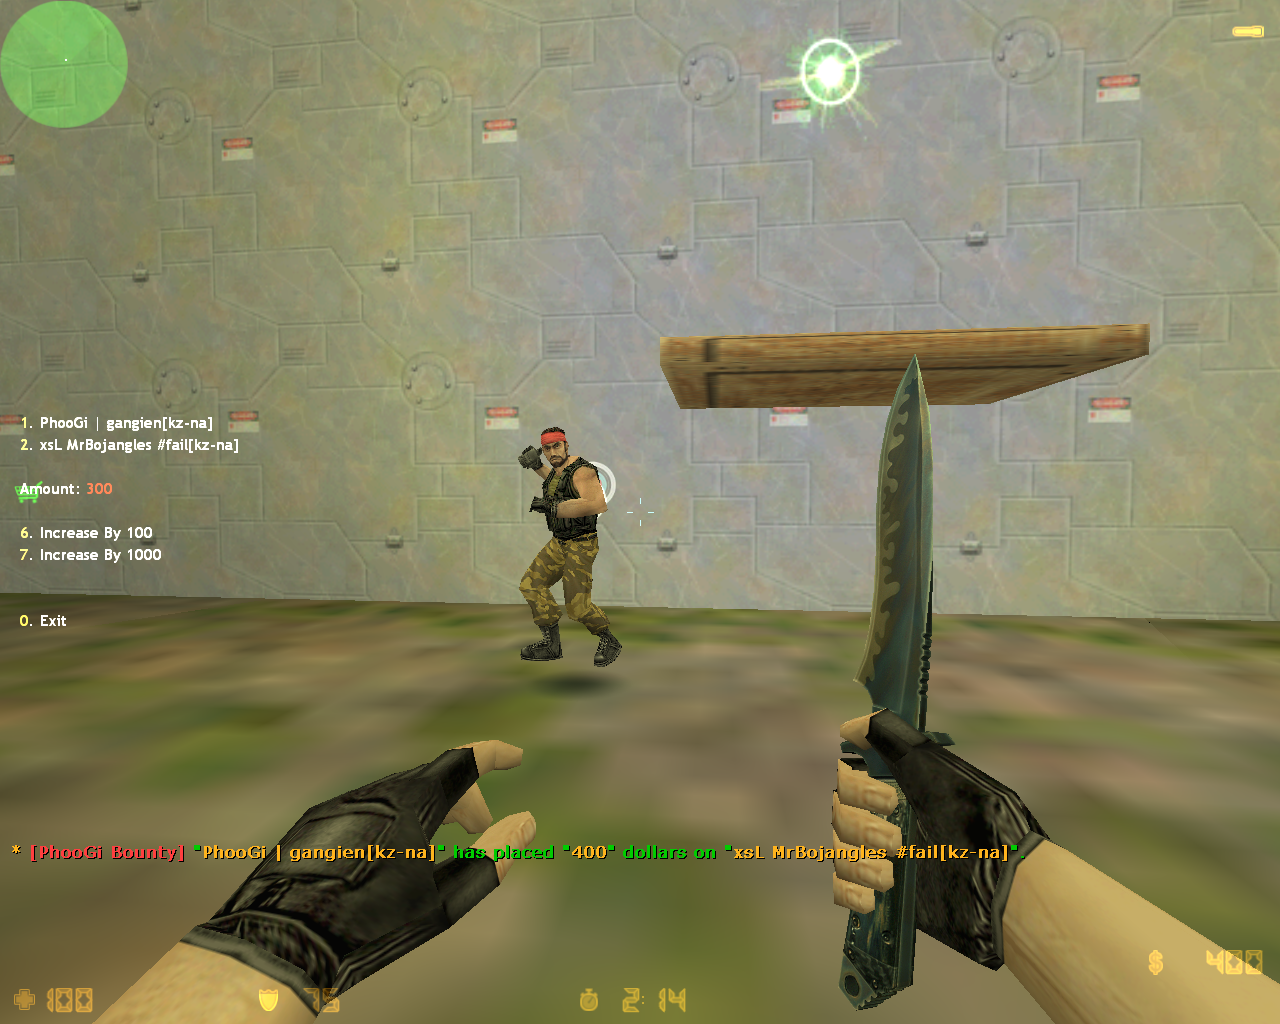 1. PhooGi | gangien[kz-na]
2. xsL MrBojangles #fail[kz-na]
Amount: 300
6. Increase By 100
7. Increase By 1000
0. Exit
* [PhooGi Bounty] "PhooGi | gangien[kz-na]" has placed "400" dollars on "xsL MrBojangles #fail[kz-na]".
$ 400
100 75 2:14